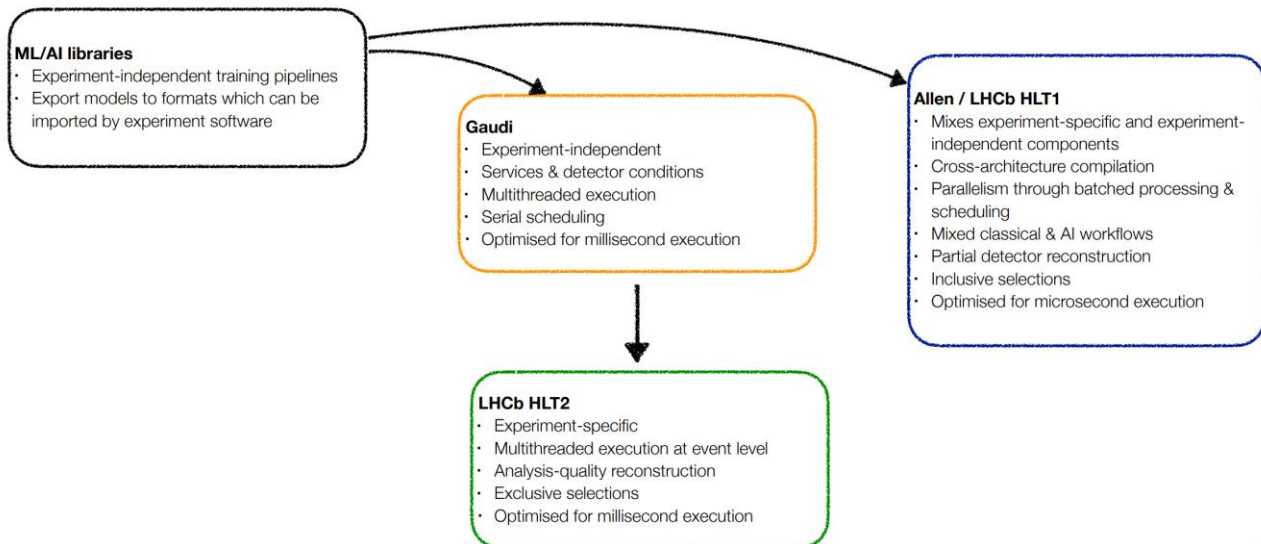 ML/AI libraries
· Experiment-independent training pipelines
· Export models to formats which can be
imported by experiment software
Gaudi
· Experiment-independent
· Services & detector conditions
· Multithreaded execution
· Serial scheduling
· Optimised for millisecond execution
Allen / LHCb HLT1
· Mixes experiment-specific and experiment-
independent components
· Cross-architecture compilation
· Parallelism through batched processing &
scheduling
· Mixed classical & AI workflows
· Partial detector reconstruction
· Inclusive selections
· Optimised for microsecond execution
LHCb HLT2
· Experiment-specific
· Multithreaded execution at event level
· Analysis-quality reconstruction
· Exclusive selections
· Optimised for millisecond execution